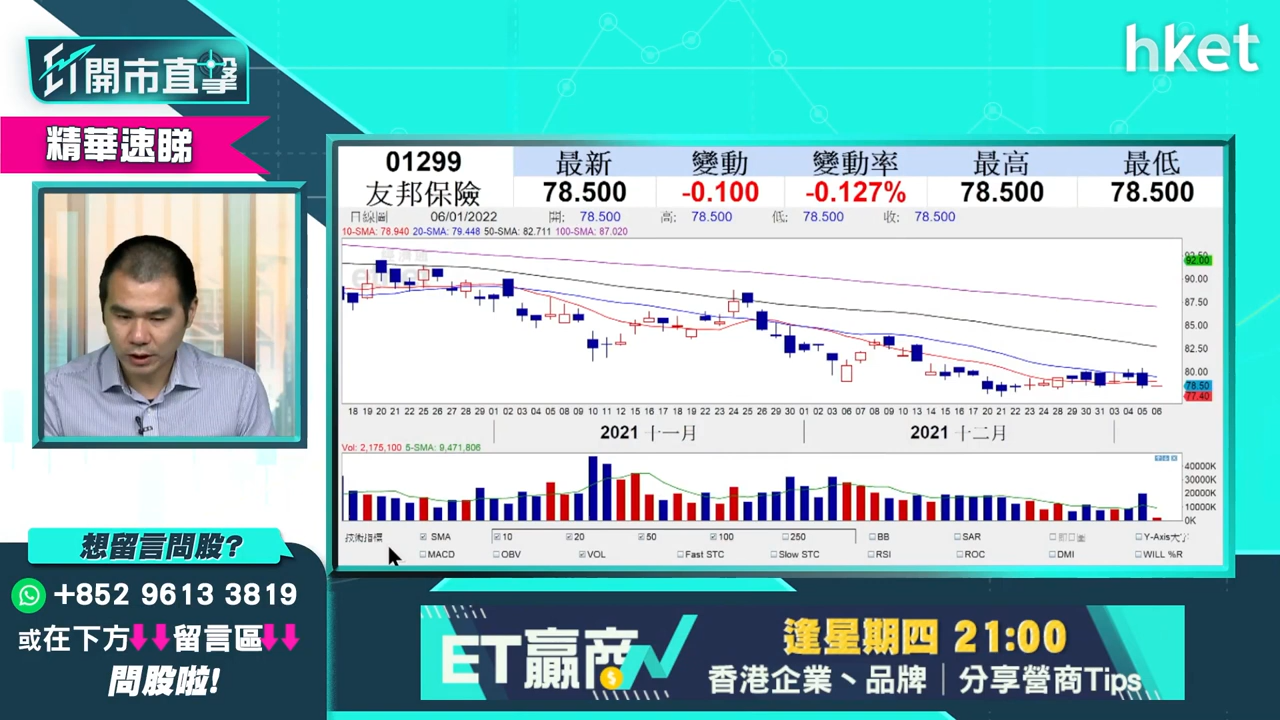 ET開市直擊
hket
精華速睇
01299
友邦保險
最新 變動 變動率 最高 最低
78.500 -0.100 -0.127% 78.500 78.500
日線圖 06/01/2022 開: 78.500 高: 78.500 低: 78.500 收: 78.500
10-SMA: 78.940 20-SMA: 79.448 50-SMA: 82.711 100-SMA: 87.020
92.00
90.00
87.50
85.00
82.50
80.00
78.50
77.40
18 19 20 21 22 25 26 27 28 29 01 02 03 04 05 08 09 10 11 12 15 16 17 18 19 22 23 24 25 26 29 30 01 02 03 06 07 08 09 10 13 14 15 16 17 20 21 22 23 24 28 29 30 31 03 04 05 06
2021 十一月 2021 十二月
Vol: 2,175,100 5-SMA: 9,471,806
40000K
30000K
20000K
10000K
0K
技術指標 SMA 10 20 50 100 250 BB SAR Y-Axis大字
MACD OBV VOL Fast STC Slow STC RSI ROC DMI WILL %R
想留言問股?
+852 9613 3819
或在下方留言區
問股啦!
ET贏商
逢星期四 21:00
香港企業、品牌|分享營商Tips